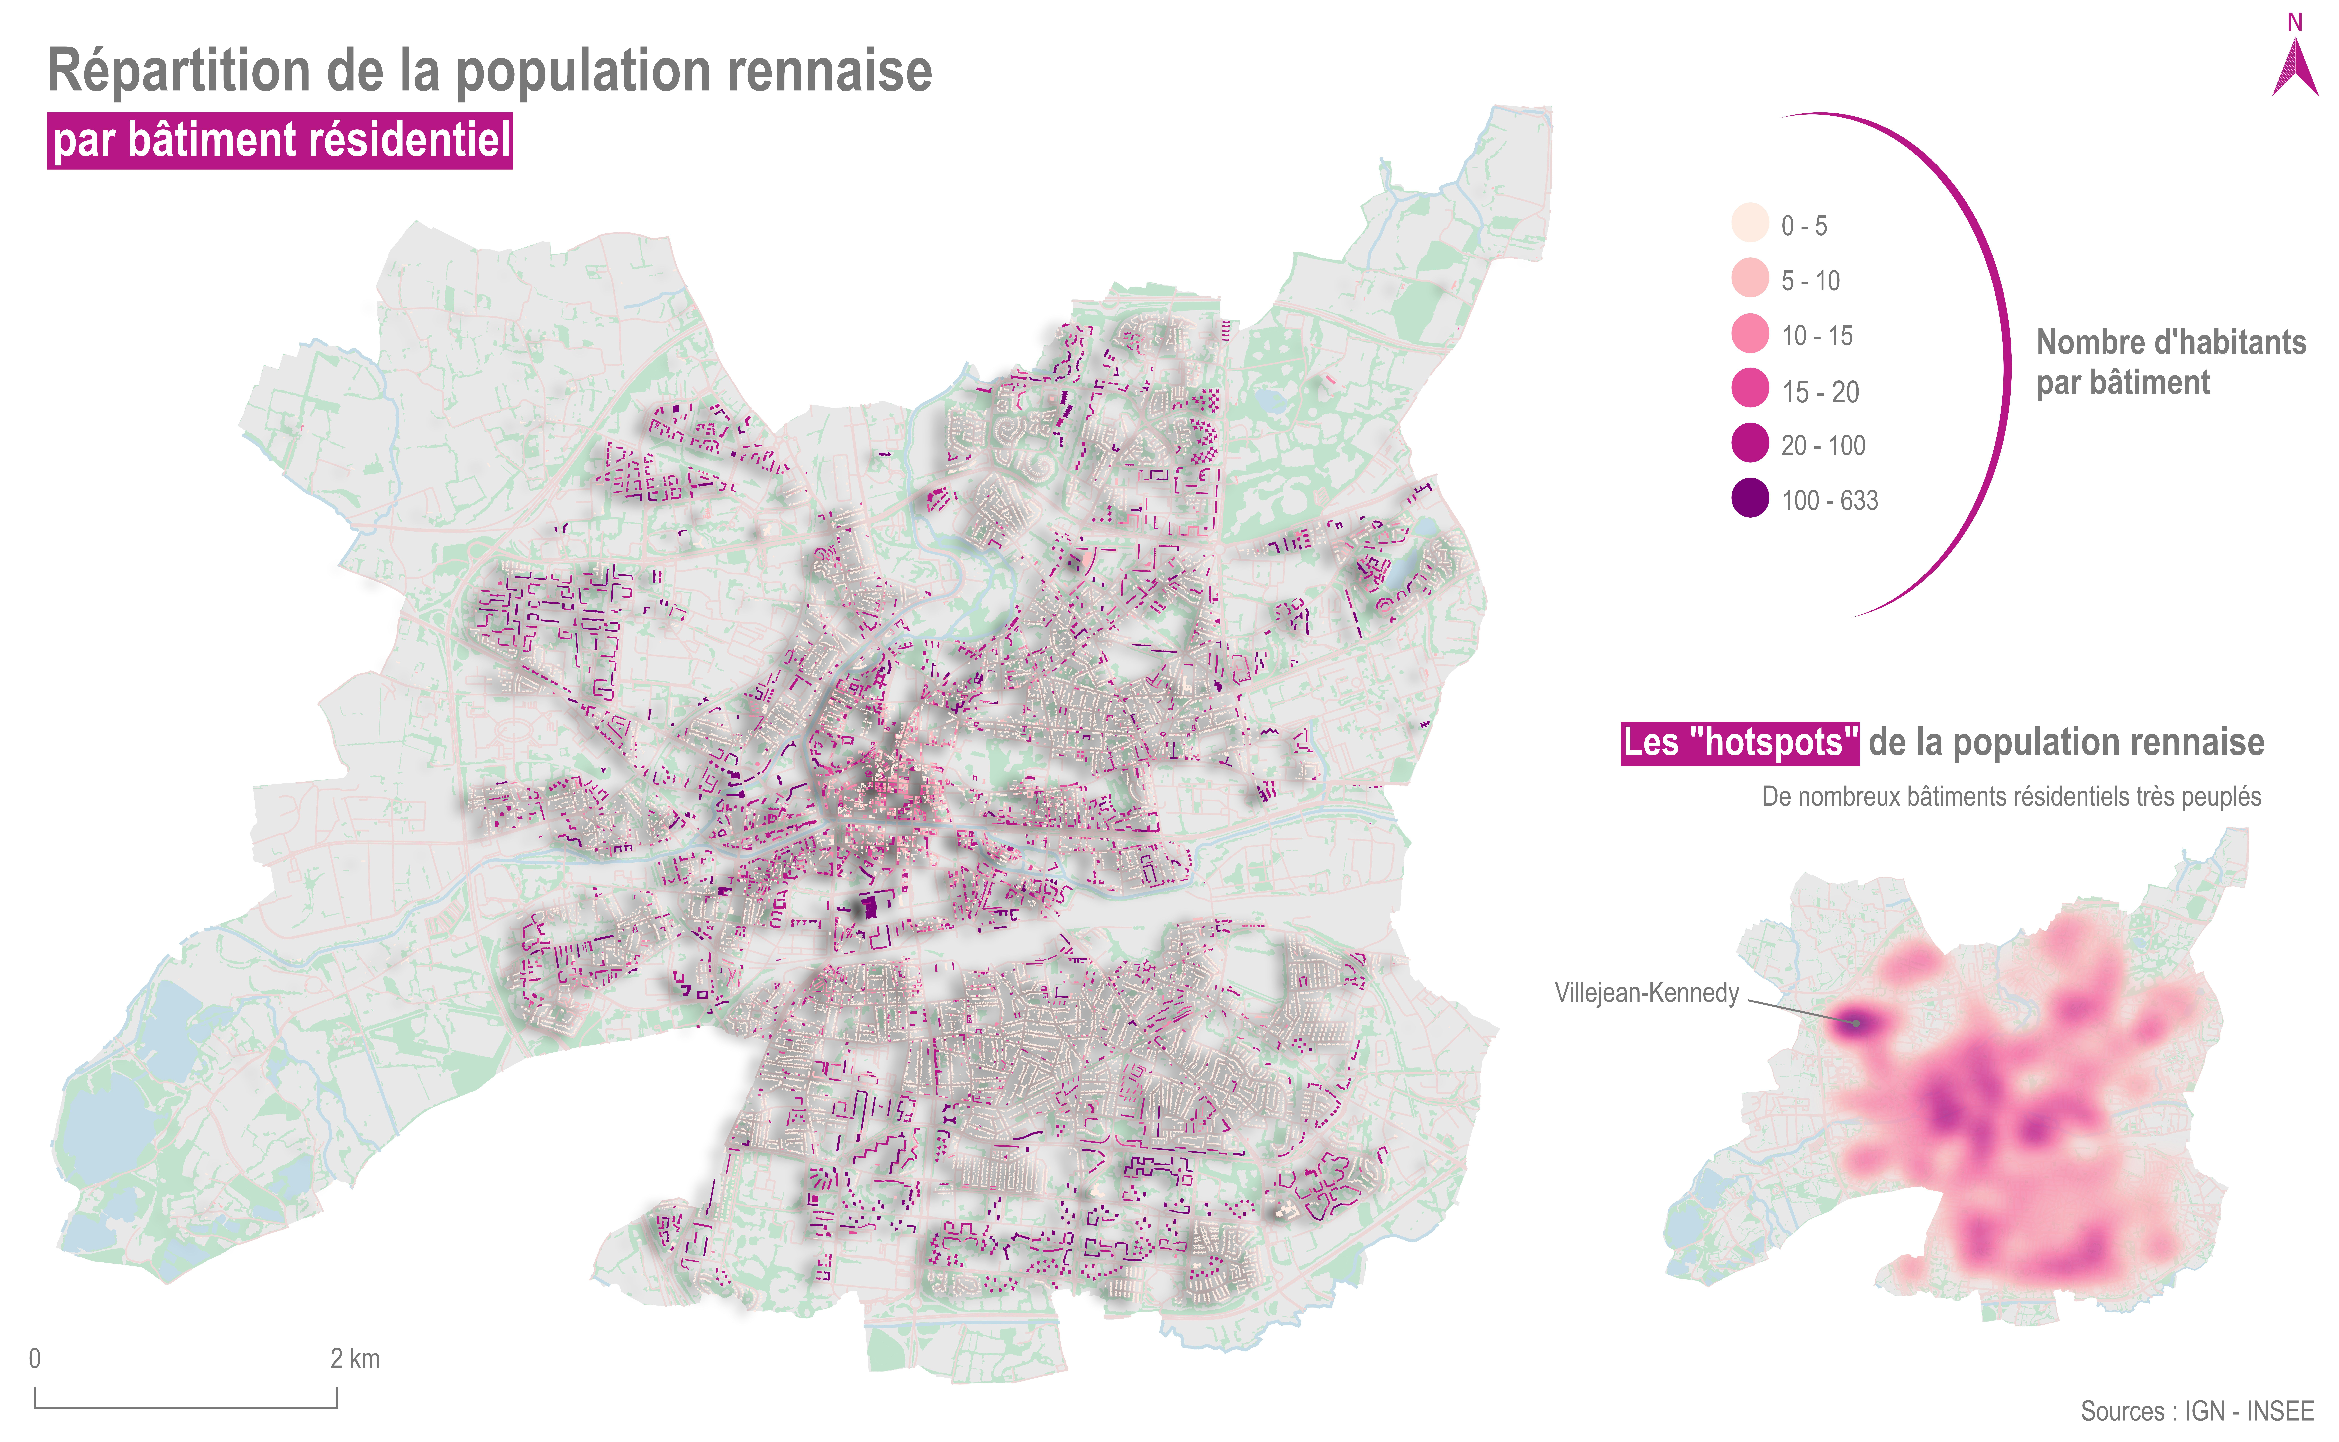 Répartition de la population rennaise
par bâtiment résidentiel
N
0 - 5
5 - 10
10 - 15
15 - 20
20 - 100
100 - 633
Nombre d'habitants
par bâtiment
Les "hotspots" de la population rennaise
De nombreux bâtiments résidentiels très peuplés
Villejean-Kennedy
0
2 km
Sources : IGN - INSEE